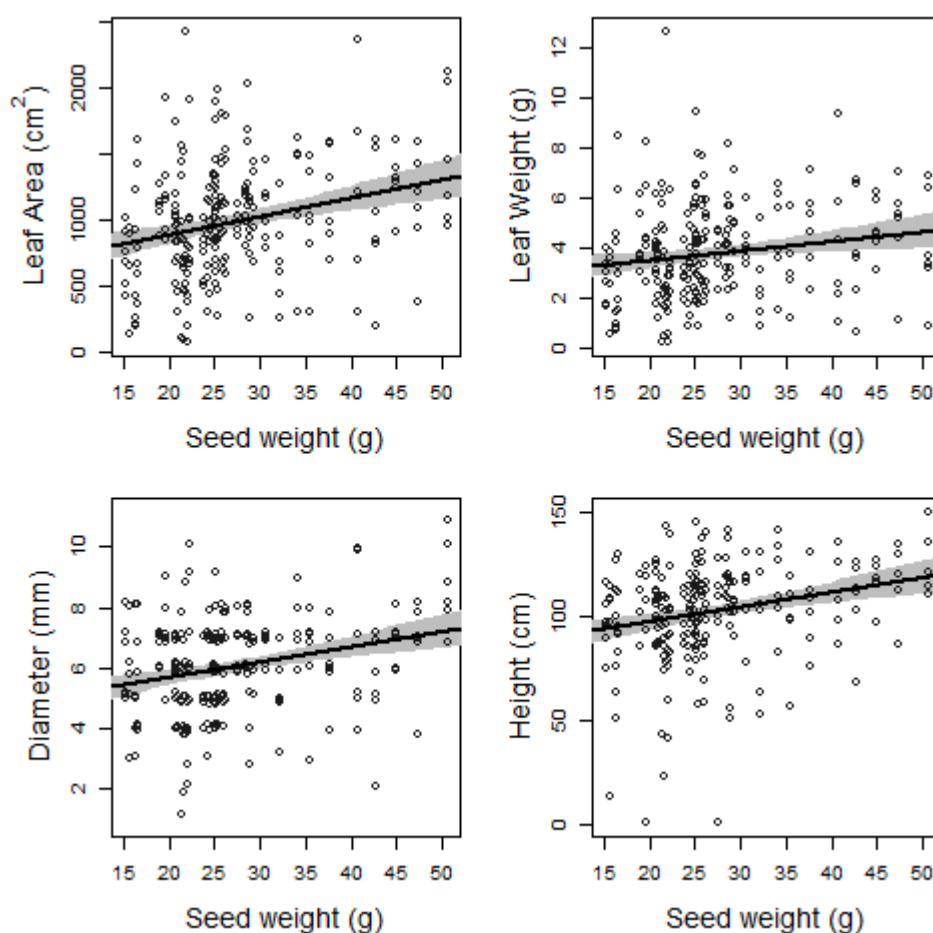 Leaf Area (cm²)
0 500 1000 2000
15 20 25 30 35 40 45 50
Seed weight (g)
Leaf Weight (g)
0 2 4 6 8 10 12
15 20 25 30 35 40 45 50
Seed weight (g)
Diameter (mm)
2 4 6 8 10
15 20 25 30 35 40 45 50
Seed weight (g)
Height (cm)
0 50 100 150
15 20 25 30 35 40 45 50
Seed weight (g)